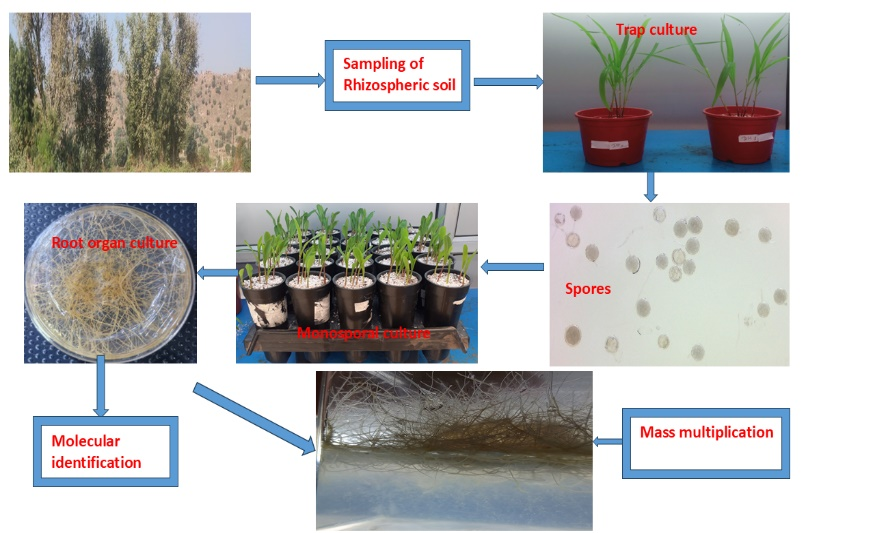 Sampling of
Rhizospheric soil
Trap culture
Root organ culture
Monosporal culture
Spores
Molecular
identification
Mass multiplication